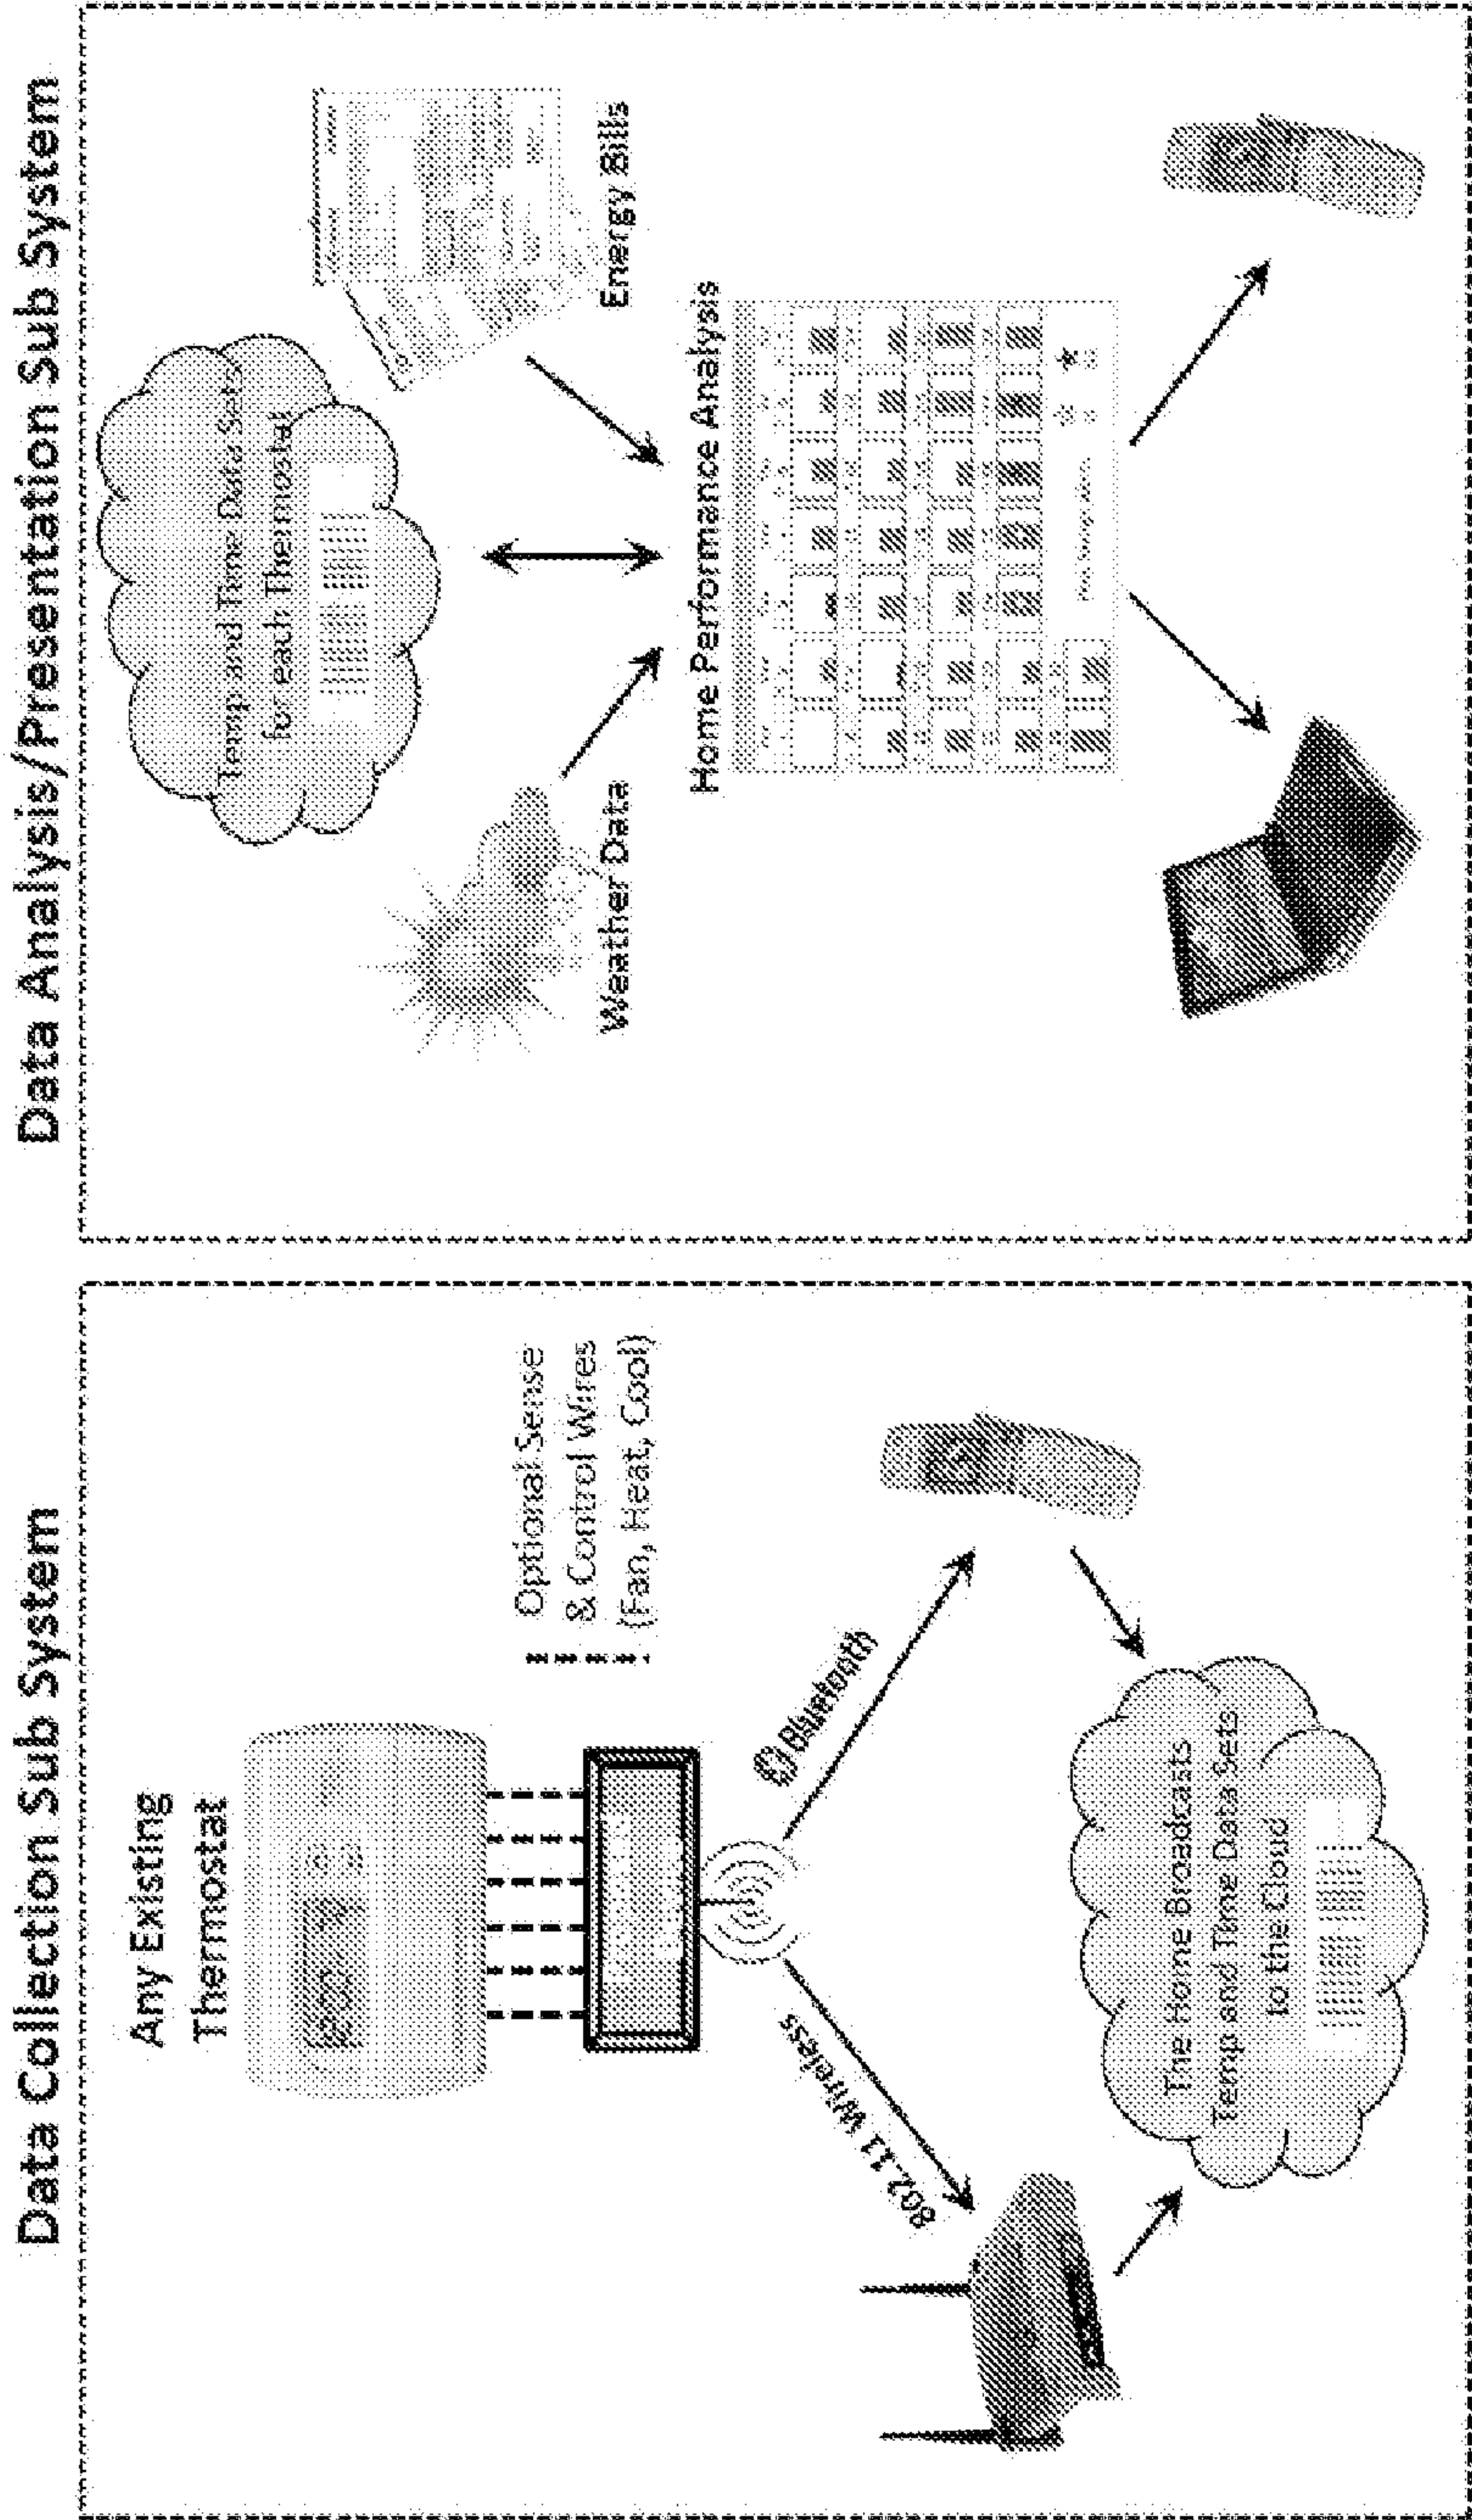 Data Collection Sub System
Any Existing
Thermostat
Optional Sense
& Control Wires
(Fan, Heat, Cool)
802.11 Wireless
Bluetooth
The Home Broadcasts
Temp and Time Data Sets
to the Cloud
Data Analysis/Presentation Sub System
Temp and Time Data Sets
for each Thermostat
Weather Data
Energy Bills
Home Performance Analysis